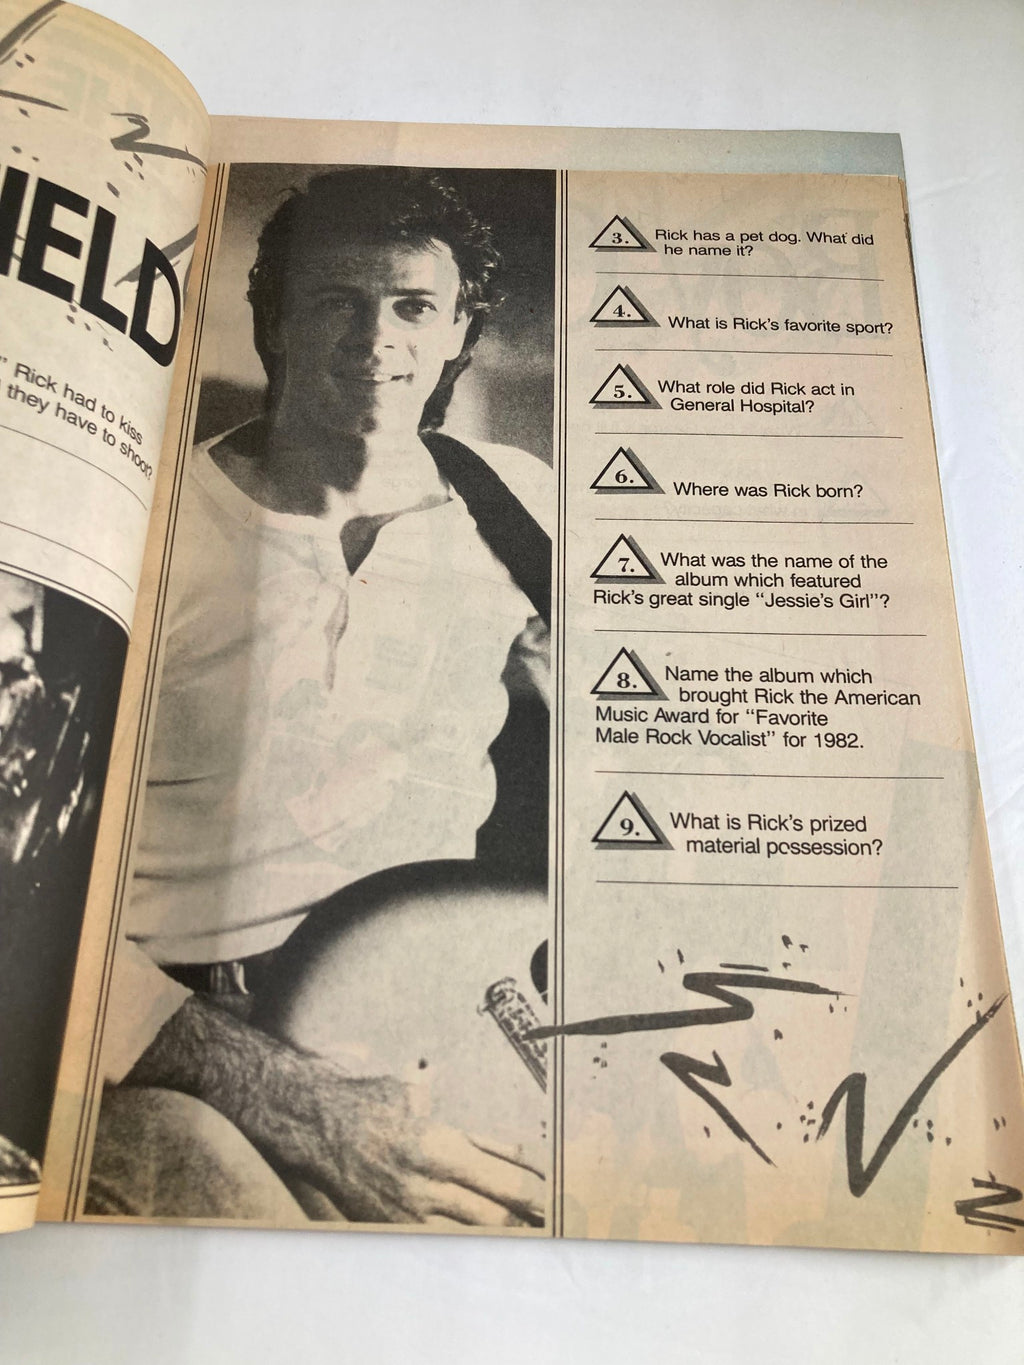 IELD
" Rick had to kiss
they have to shoot?
3. Rick has a pet dog. What did
he name it?
4. What is Rick's favorite sport?
5. What role did Rick act in
General Hospital?
6. Where was Rick born?
7. What was the name of the
album which featured
Rick's great single "Jessie's Girl"?
8. Name the album which
brought Rick the American
Music Award for "Favorite
Male Rock Vocalist" for 1982.
9. What is Rick's prized
material possession?